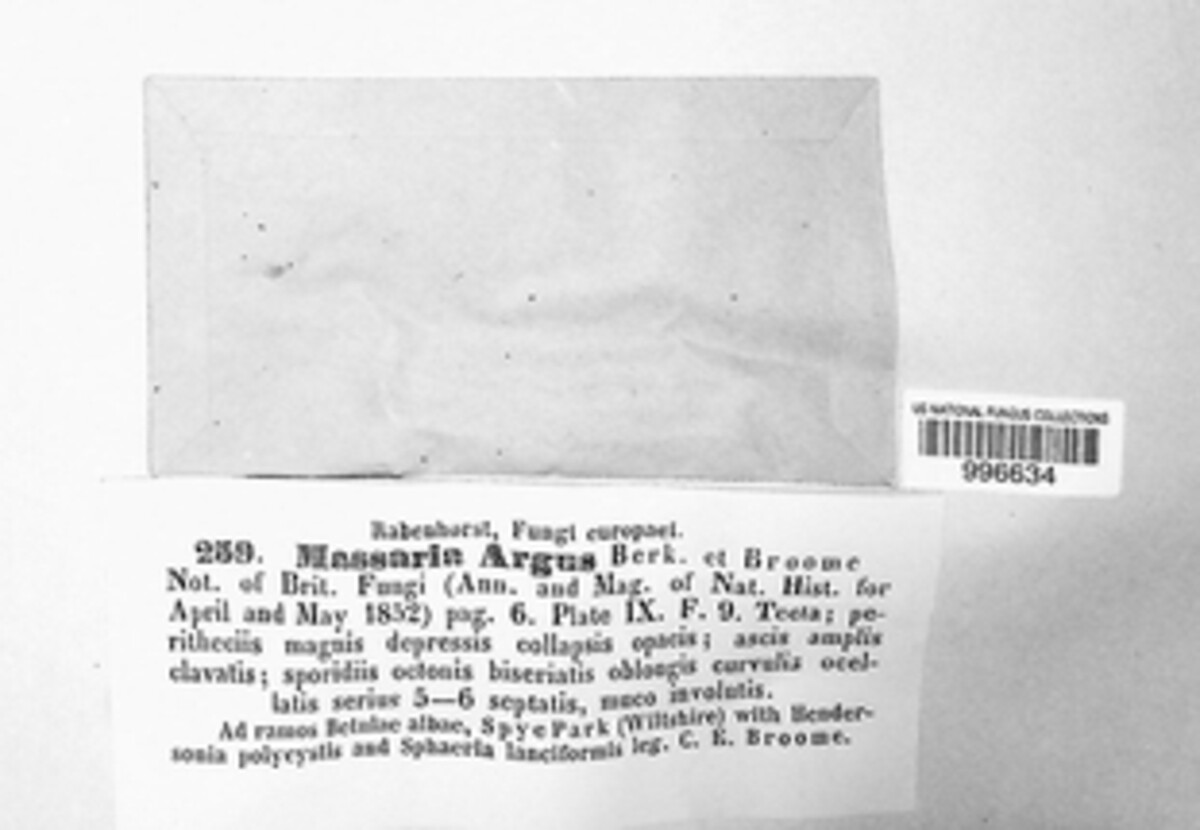 US NATIONAL FUNGUS COLLECTIONS
996634
Rabenhorst, Fungi europaei.
259. Massaria Argus Berk. et Broome
Not. of Brit. Fungi (Ann. and Mag. of Nat. Hist. for
April and May 1852) pag. 6. Plate IX. F. 9. Tecta; pe-
ritheciis magnis depressis collapsis opacis; ascis amplis
clavatis; sporidiis octonis biseriatis oblongis curvulis ocel-
latis serius 5—6 septatis, muco involutis.
Ad ramos Betulae albae, Spye Park (Wiltshire) with Hender-
sonia polycystis and Sphaeria lanciformis leg. C. E. Broome.